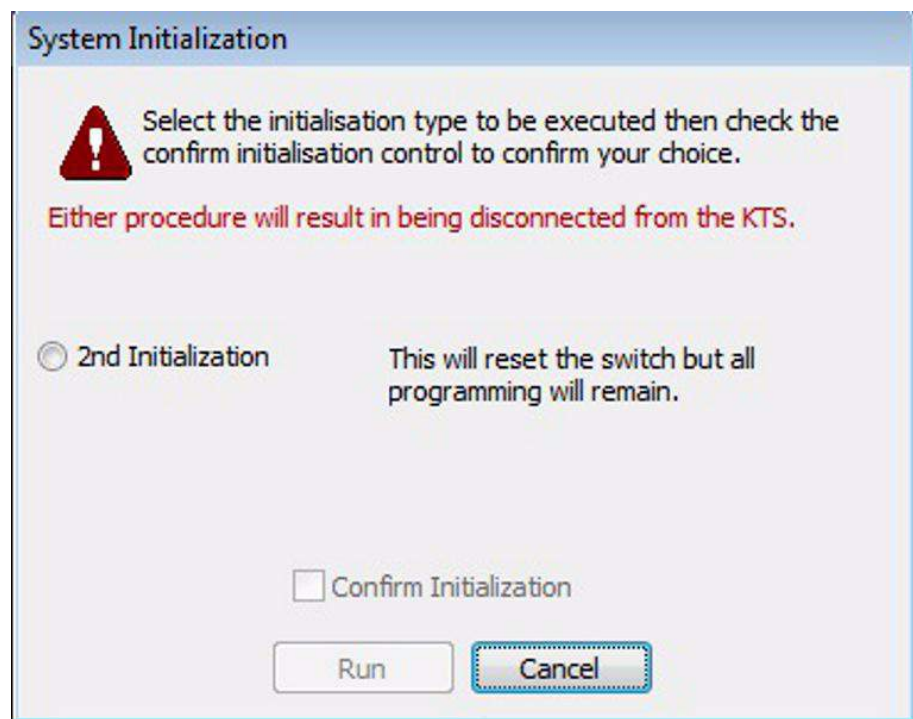 System Initialization
Select the initialisation type to be executed then check the
confirm initialisation control to confirm your choice.
Either procedure will result in being disconnected from the KTS.
2nd Initialization
This will reset the switch but all
programming will remain.
Confirm Initialization
Run
Cancel